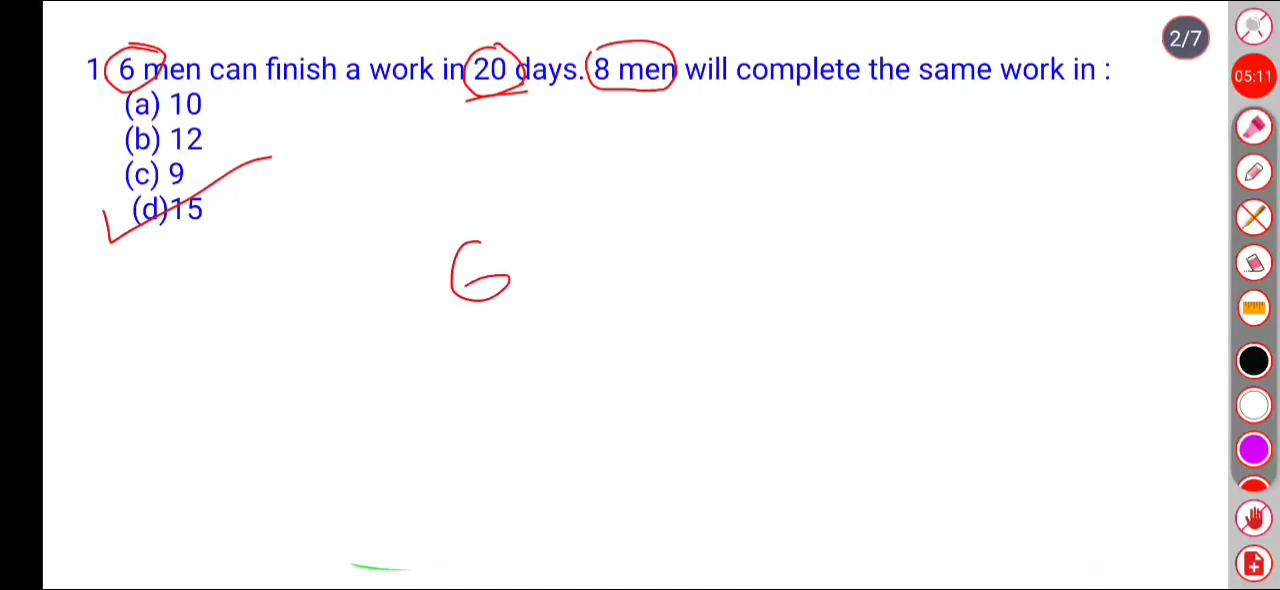 1 6 men can finish a work in 20 days. 8 men will complete the same work in :
(a) 10
(b) 12
(c) 9
(d)15
6
2/7
05:11